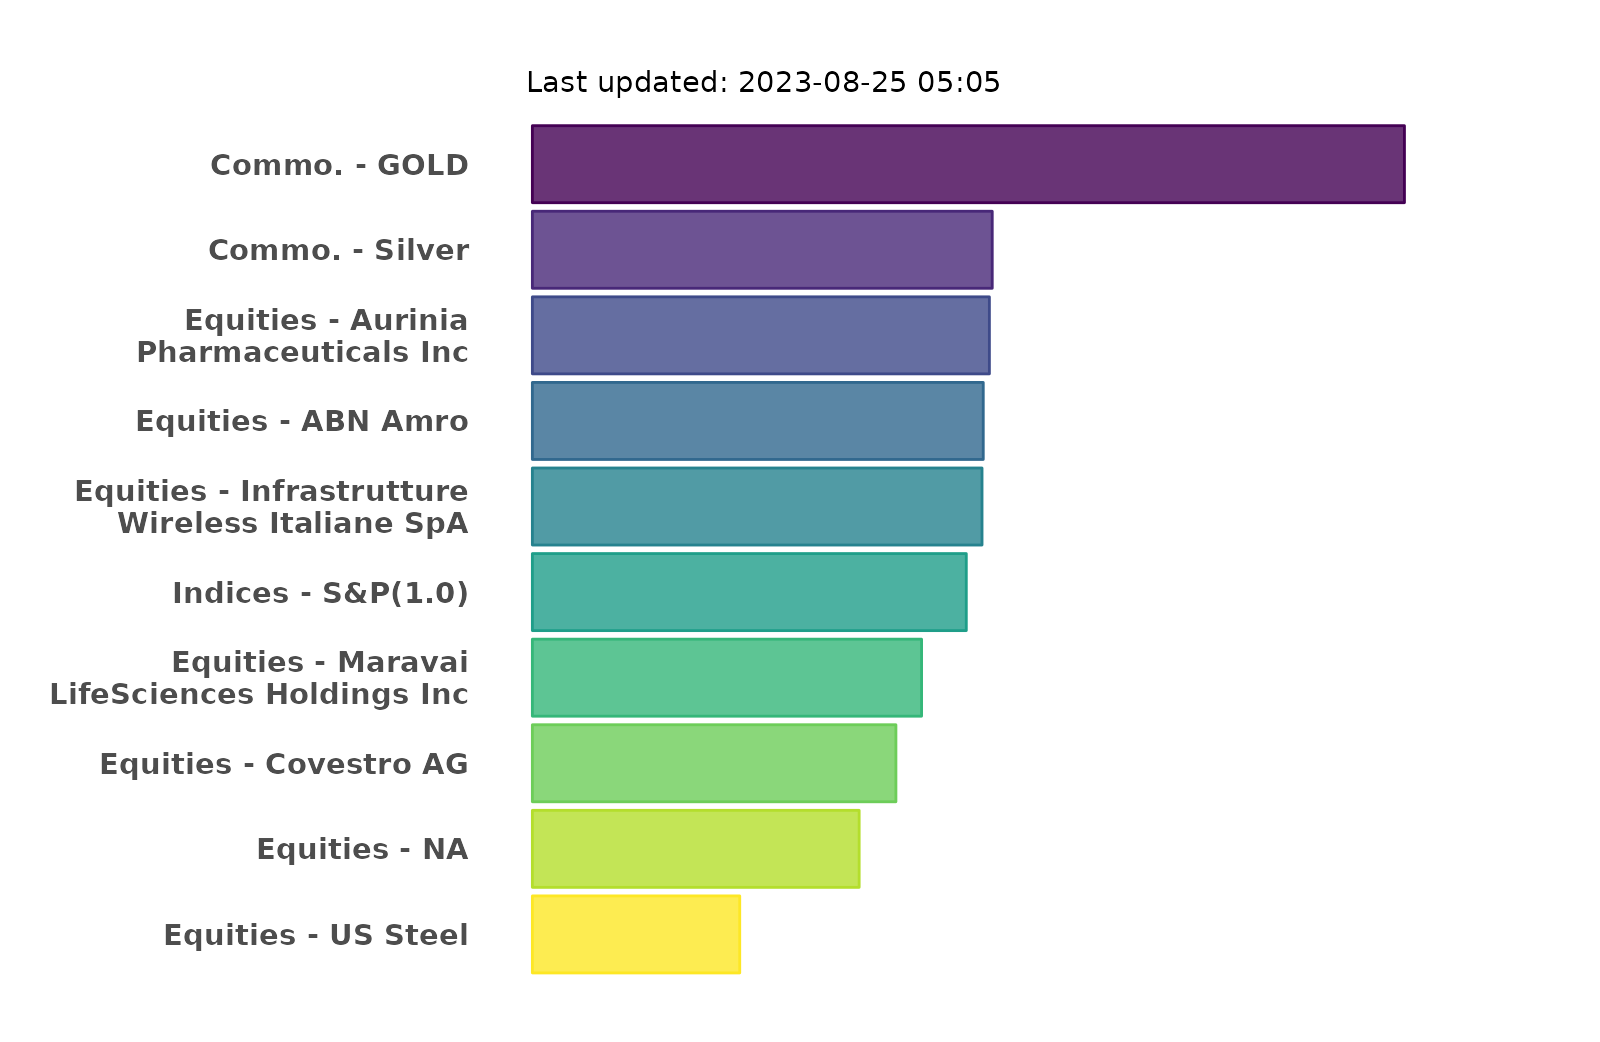 Last updated: 2023-08-25 05:05
Commo. - GOLD
Commo. - Silver
Equities - Aurinia
Pharmaceuticals Inc
Equities - ABN Amro
Equities - Infrastrutture
Wireless Italiane SpA
Indices - S&P(1.0)
Equities - Maravai
LifeSciences Holdings Inc
Equities - Covestro AG
Equities - NA
Equities - US Steel